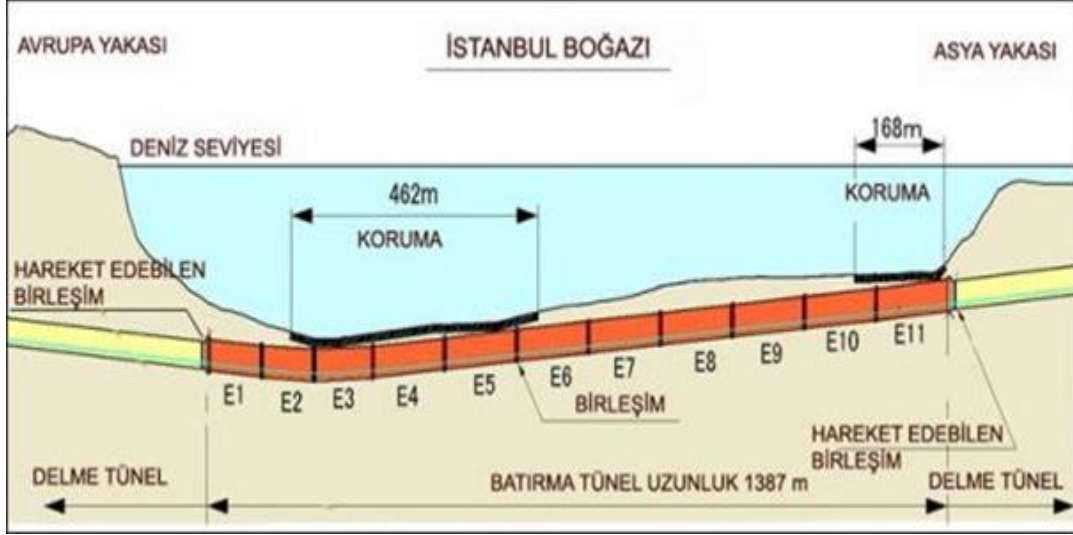 AVRUPA YAKASI
İSTANBUL BOĞAZI
ASYA YAKASI
168m
DENİZ SEVİYESİ
462m
KORUMA
KORUMA
HAREKET EDEBİLEN
BİRLEŞİM
E1
E2
E3
E4
E5
E6
E7
E8
E9
E10
E11
BİRLEŞİM
HAREKET EDEBİLEN
BİRLEŞİM
DELME TÜNEL
BATIRMA TÜNEL UZUNLUK 1387 m
DELME TÜNEL